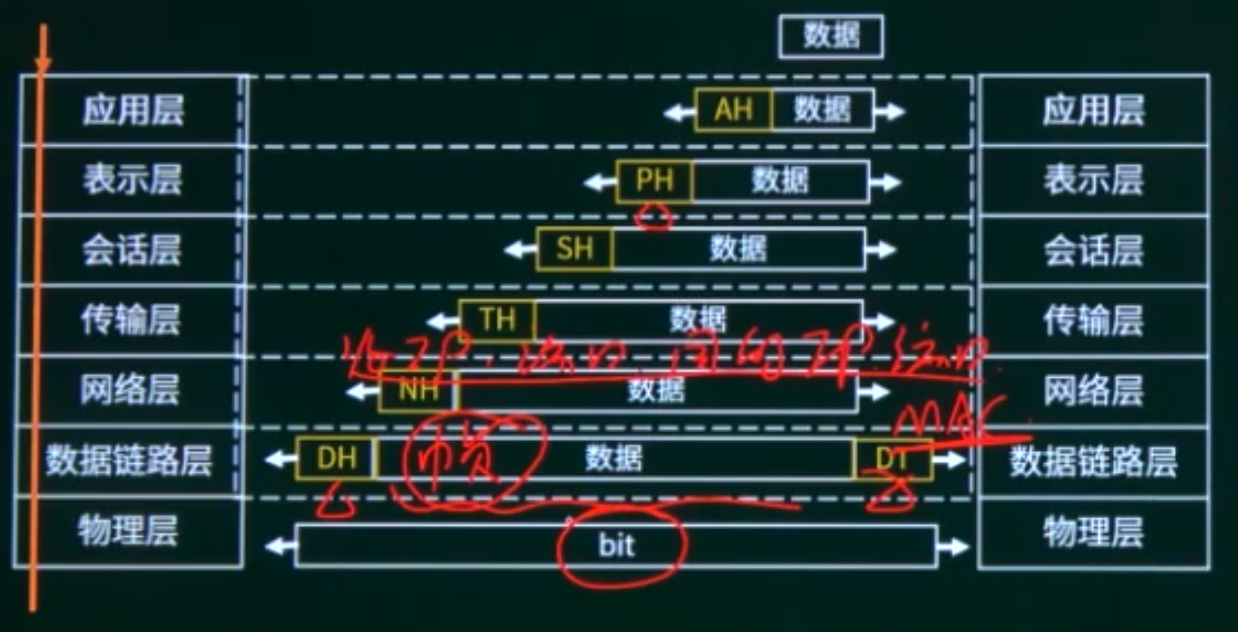 数据
应用层 AH 数据 应用层
表示层 PH 数据 表示层
会话层 SH 数据 会话层
传输层 TH 数据 传输层
网络层 NH 数据 网络层
MAC
数据链路层 DH 帧 数据 DT 数据链路层
物理层 bit 物理层